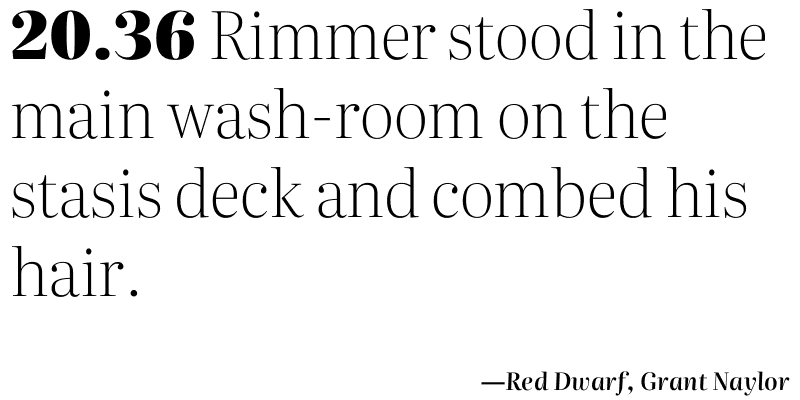 20.36 Rimmer stood in the
main wash-room on the
stasis deck and combed his
hair.
—Red Dwarf, Grant Naylor